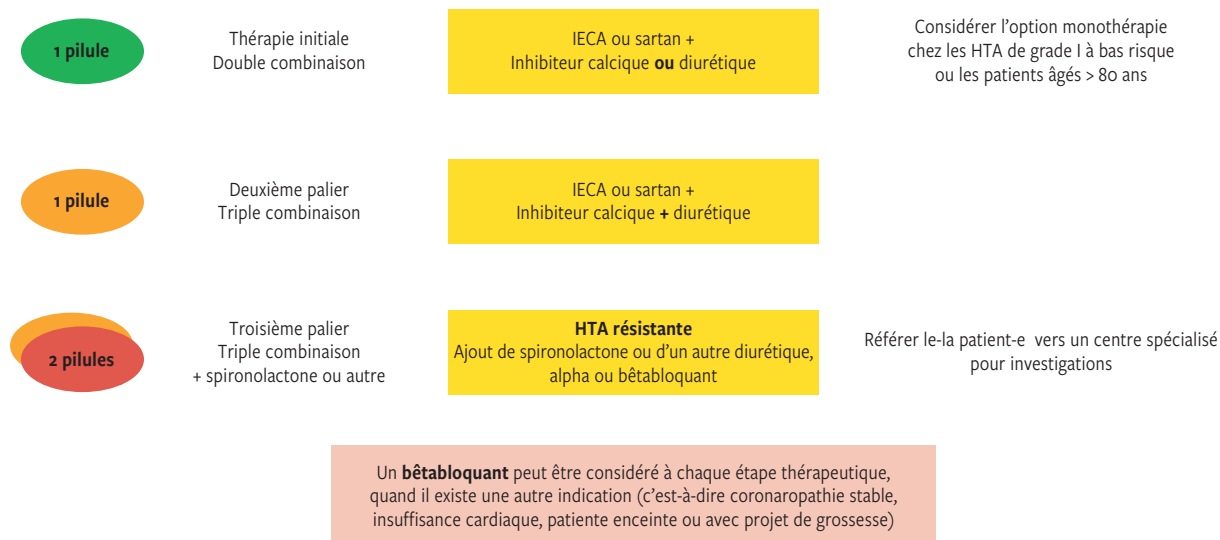 1 pilule
Thérapie initiale
Double combinaison
IECA ou sartan +
Inhibiteur calcique ou diurétique
Considérer l’option monothérapie
chez les HTA de grade I à bas risque
ou les patients âgés > 80 ans
1 pilule
Deuxième palier
Triple combinaison
IECA ou sartan +
Inhibiteur calcique + diurétique
2 pilules
Troisième palier
Triple combinaison
+ spironolactone ou autre
HTA résistante
Ajout de spironolactone ou d’un autre diurétique,
alpha ou bêtabloquant
Référer le-la patient-e vers un centre spécialisé
pour investigations
Un bêtabloquant peut être considéré à chaque étape thérapeutique,
quand il existe une autre indication (c’est-à-dire coronaropathie stable,
insuffisance cardiaque, patiente enceinte ou avec projet de grossesse)